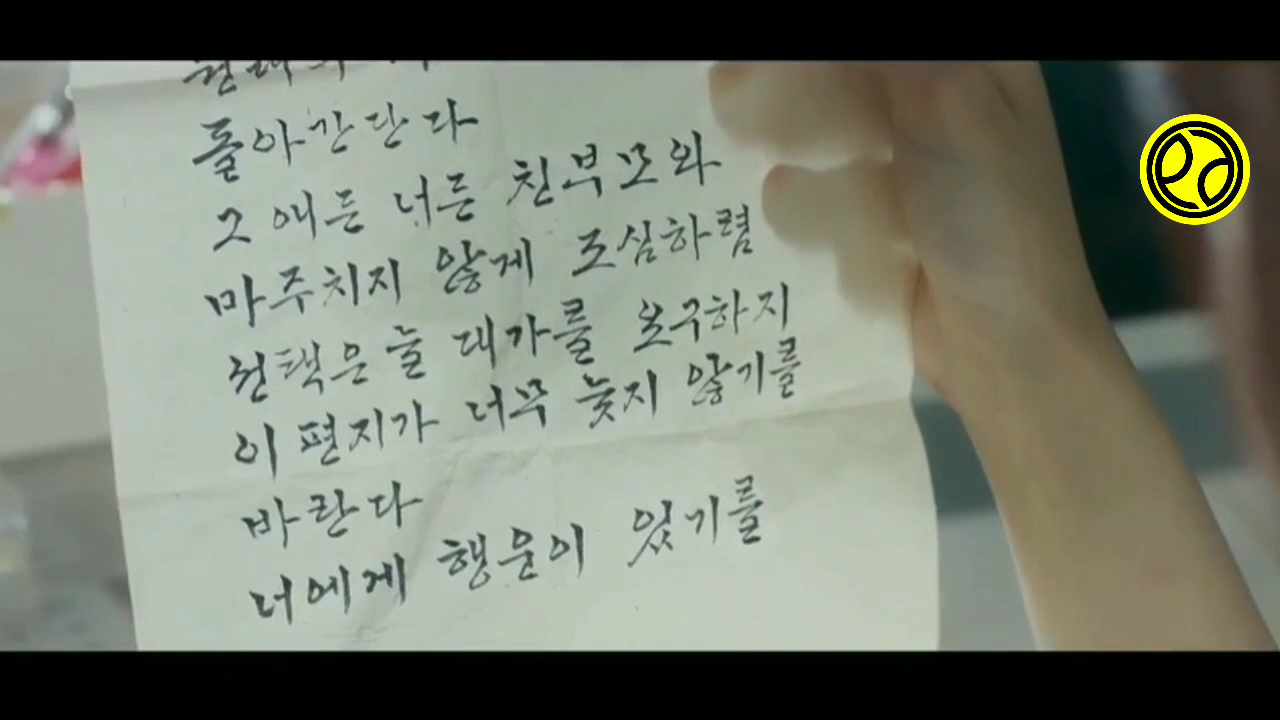 돌아간단다
그 애든 너든 친부모와
마주치지 않게 조심하렴
선택은 늘 대가를 요구하지
이 편지가 너무 늦지 않기를
바란다
너에게 행운이 있기를